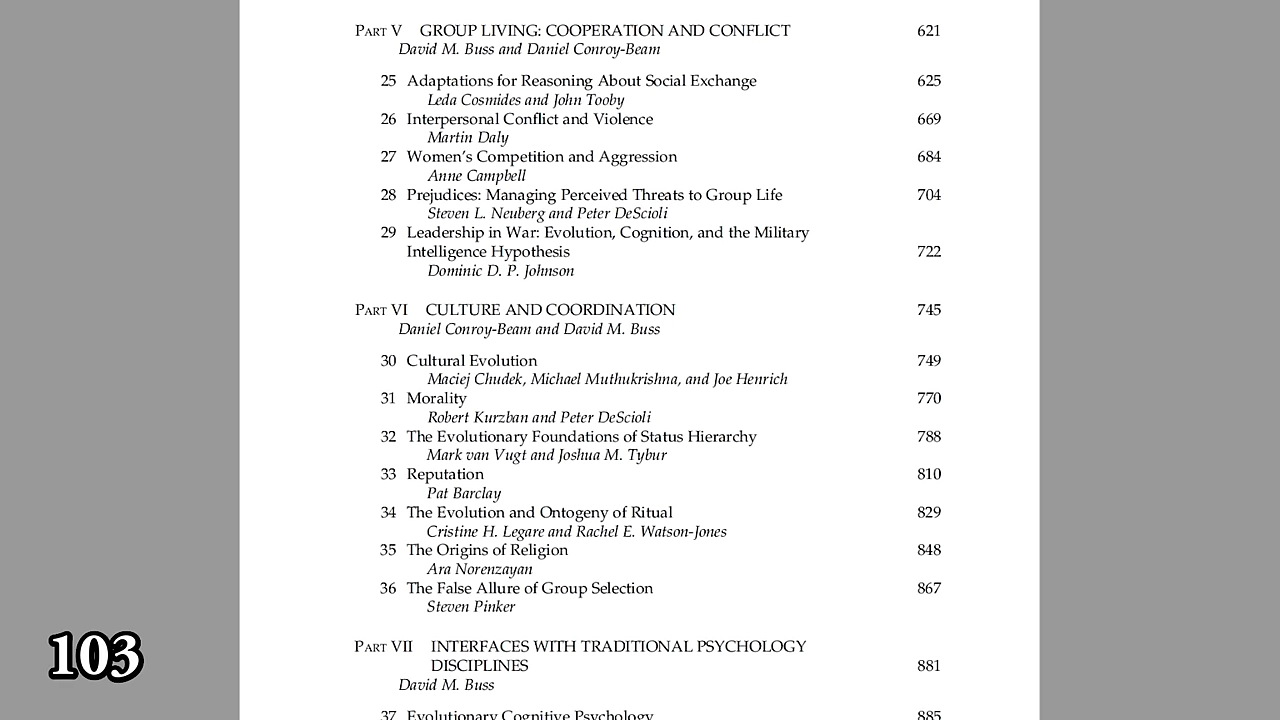 PART V GROUP LIVING: COOPERATION AND CONFLICT 621
David M. Buss and Daniel Conroy-Beam
25 Adaptations for Reasoning About Social Exchange 625
Leda Cosmides and John Tooby
26 Interpersonal Conflict and Violence 669
Martin Daly
27 Women’s Competition and Aggression 684
Anne Campbell
28 Prejudices: Managing Perceived Threats to Group Life 704
Steven L. Neuberg and Peter DeScioli
29 Leadership in War: Evolution, Cognition, and the Military
Intelligence Hypothesis 722
Dominic D. P. Johnson
PART VI CULTURE AND COORDINATION 745
Daniel Conroy-Beam and David M. Buss
30 Cultural Evolution 749
Maciej Chudek, Michael Muthukrishna, and Joe Henrich
31 Morality 770
Robert Kurzban and Peter DeScioli
32 The Evolutionary Foundations of Status Hierarchy 788
Mark van Vugt and Joshua M. Tybur
33 Reputation 810
Pat Barclay
34 The Evolution and Ontogeny of Ritual 829
Cristine H. Legare and Rachel E. Watson-Jones
35 The Origins of Religion 848
Ara Norenzayan
36 The False Allure of Group Selection 867
Steven Pinker
PART VII INTERFACES WITH TRADITIONAL PSYCHOLOGY
DISCIPLINES 881
David M. Buss
37 Evolutionary Cognitive Psychology 885
103